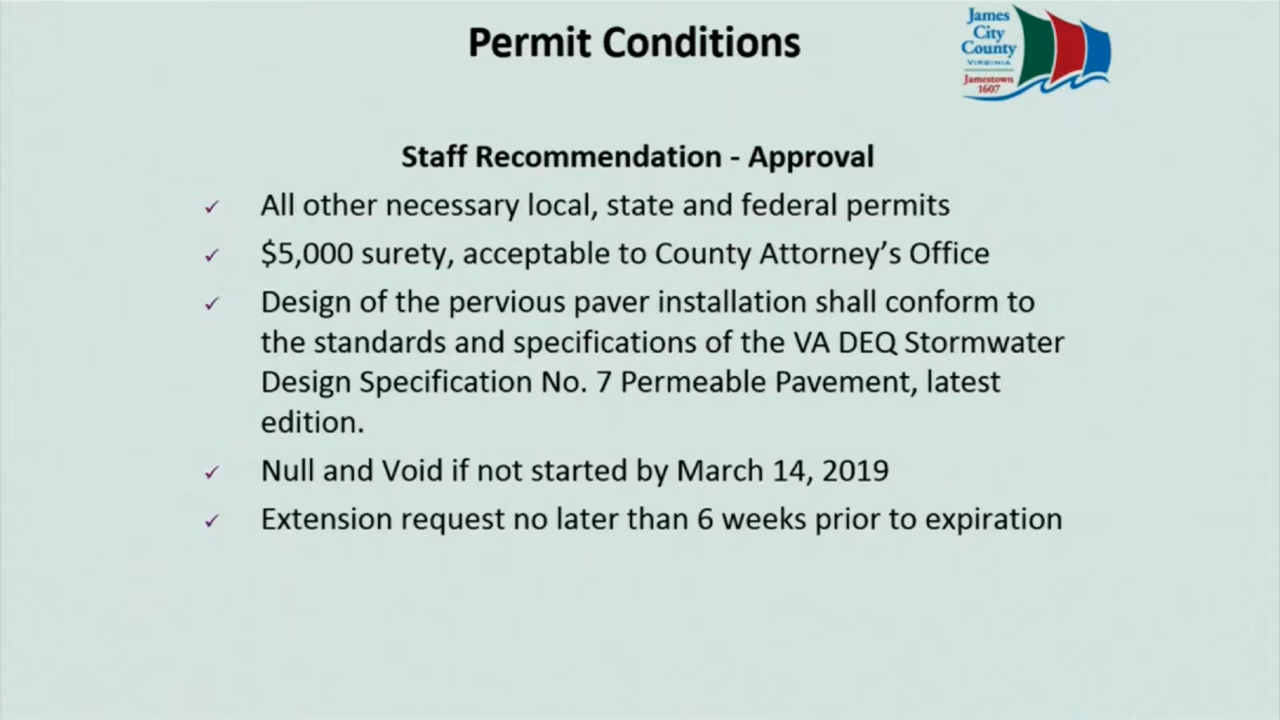 Permit Conditions
James
City
County
VIRGINIA
Jamestown
1607
Staff Recommendation - Approval
✓ All other necessary local, state and federal permits
✓ $5,000 surety, acceptable to County Attorney’s Office
✓ Design of the pervious paver installation shall conform to
the standards and specifications of the VA DEQ Stormwater
Design Specification No. 7 Permeable Pavement, latest
edition.
✓ Null and Void if not started by March 14, 2019
✓ Extension request no later than 6 weeks prior to expiration